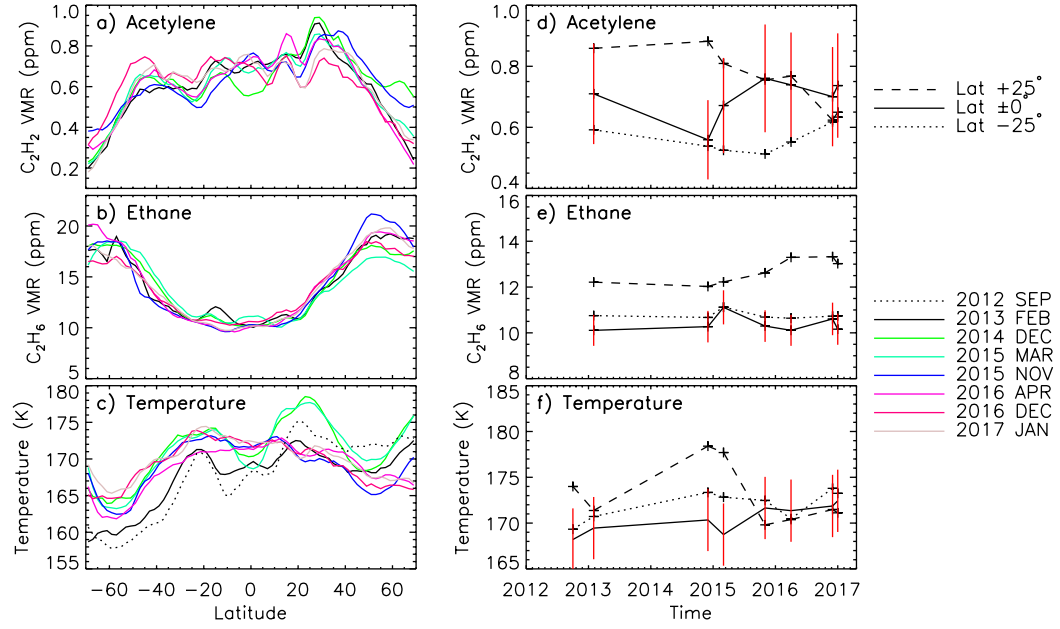 a) Acetylene
C₂H₂ VMR (ppm)
1.0
0.8
0.6
0.4
0.2
b) Ethane
C₂H₆ VMR (ppm)
20
15
10
5
c) Temperature
Temperature (K)
180
175
170
165
160
155
−60 −40 −20 0 20 40 60
Latitude
d) Acetylene
C₂H₂ VMR (ppm)
1.0
0.8
0.6
0.4
e) Ethane
C₂H₆ VMR (ppm)
16
14
12
10
8
f) Temperature
Temperature (K)
185
180
175
170
165
2012 2013 2014 2015 2016 2017
Time
Lat +25°
Lat ±0°
Lat −25°
2012 SEP
2013 FEB
2014 DEC
2015 MAR
2015 NOV
2016 APR
2016 DEC
2017 JAN